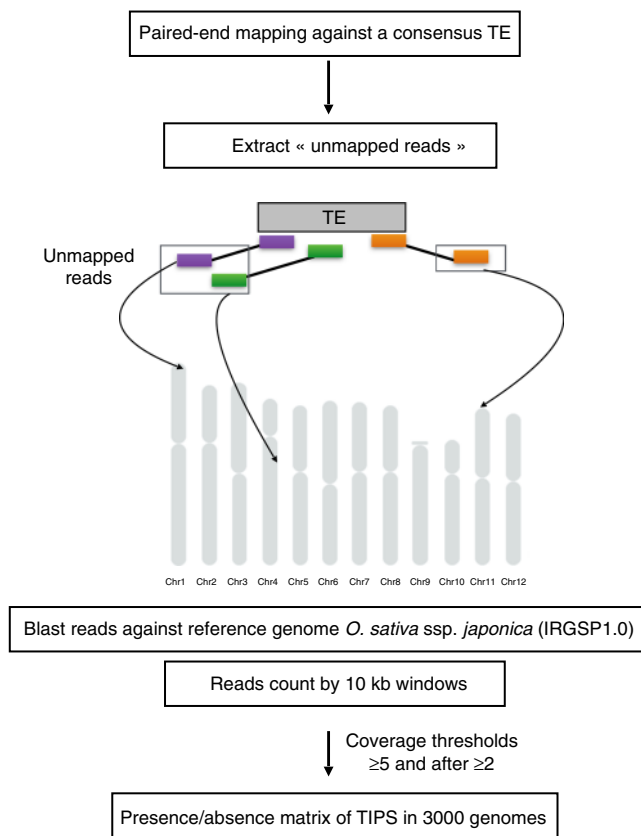 Paired-end mapping against a consensus TE
Extract « unmapped reads »
TE
Unmapped
reads
Chr1 Chr2 Chr3 Chr4 Chr5 Chr6 Chr7 Chr8 Chr9 Chr10 Chr11 Chr12
Blast reads against reference genome O. sativa ssp. japonica (IRGSP1.0)
Reads count by 10 kb windows
Coverage thresholds
≥5 and after ≥2
Presence/absence matrix of TIPS in 3000 genomes